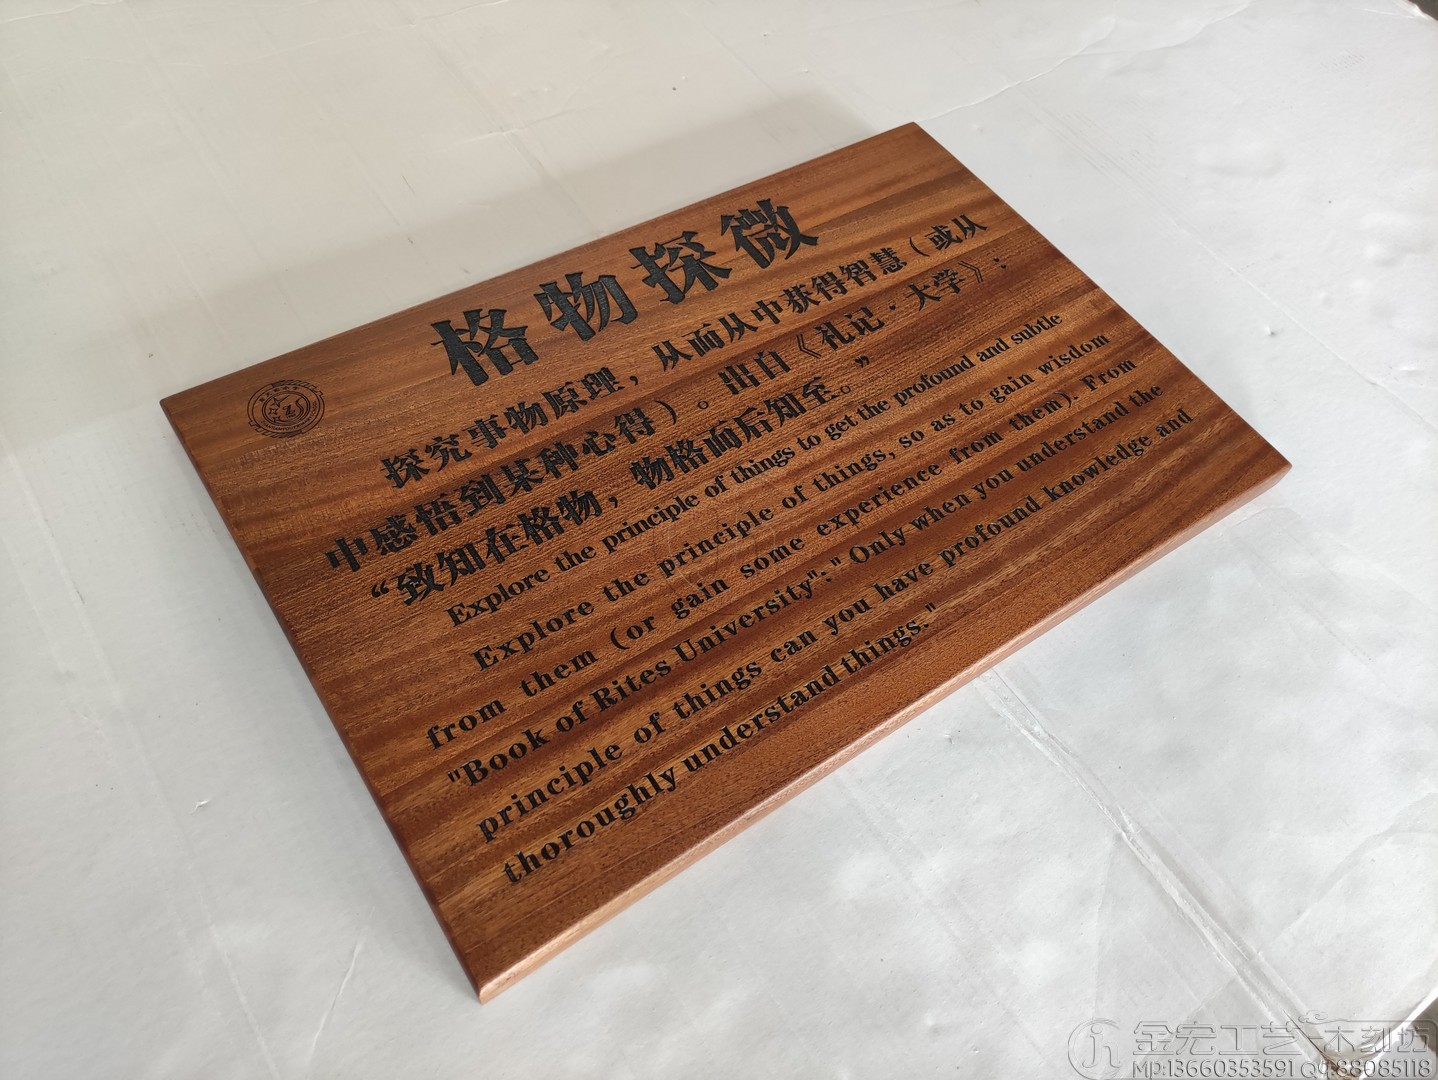 格物探微
探究事物原理，从而从中获得智慧（或从
中感悟到某种心得）。出自《礼记·大学》：
“致知在格物，物格而后知至。”
Explore the principle of things to get the profound and subtle
Explore the principle of things, so as to gain wisdom
from them (or gain some experience from them). From
"Book of Rites University":" Only when you understand the
principle of things can you have profound knowledge and
thoroughly understand things."
金宏工艺-木刻坊
MP:13660353591 QQ:88085118